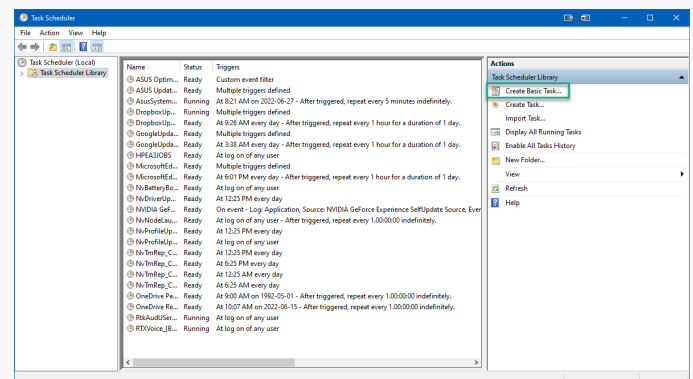 Task Scheduler
File Action View Help
Task Scheduler (Local)
Task Scheduler Library
Name Status Triggers
ASUS Optim... Ready Custom event filter
ASUS Updat... Ready Multiple triggers defined
AsusSystem... Running At 8:21 AM on 2022-06-27 - After triggered, repeat every 5 minutes indefinitely.
DropboxUp... Running Multiple triggers defined
DropboxUp... Ready At 9:26 AM every day - After triggered, repeat every 1 hour for a duration of 1 day.
GoogleUpda... Ready Multiple triggers defined
GoogleUpda... Ready At 3:38 AM every day - After triggered, repeat every 1 hour for a duration of 1 day.
HPEA3JOBS Ready At log on of any user
MicrosoftEd... Ready Multiple triggers defined
MicrosoftEd... Ready At 6:01 PM every day - After triggered, repeat every 1 hour for a duration of 1 day.
NvBatteryBo... Ready At log on of any user
NvDriverUp... Ready At 12:25 PM every day
NVIDIA GeF... Ready On event - Log: Application, Source: NVIDIA GeForce Experience SelfUpdate Source, Ever
NvNodeLau... Ready At log on of any user - After triggered, repeat every 1.00:00:00 indefinitely.
NvProfileUp... Ready At 12:25 PM every day
NvProfileUp... Ready At log on of any user
NvTmRep_C... Ready At 12:25 PM every day
NvTmRep_C... Ready At 6:25 PM every day
NvTmRep_C... Ready At 12:25 AM every day
NvTmRep_C... Ready At 6:25 AM every day
OneDrive Pe... Ready At 9:00 AM on 1992-05-01 - After triggered, repeat every 1.00:00:00 indefinitely.
OneDrive Re... Ready At 10:07 AM on 2022-06-15 - After triggered, repeat every 1.00:00:00 indefinitely.
RtkAudUSer... Running At log on of any user
RTXVoice_{B... Running At log on of any user
Actions
Task Scheduler Library
Create Basic Task...
Create Task...
Import Task...
Display All Running Tasks
Enable All Tasks History
New Folder...
View
Refresh
Help